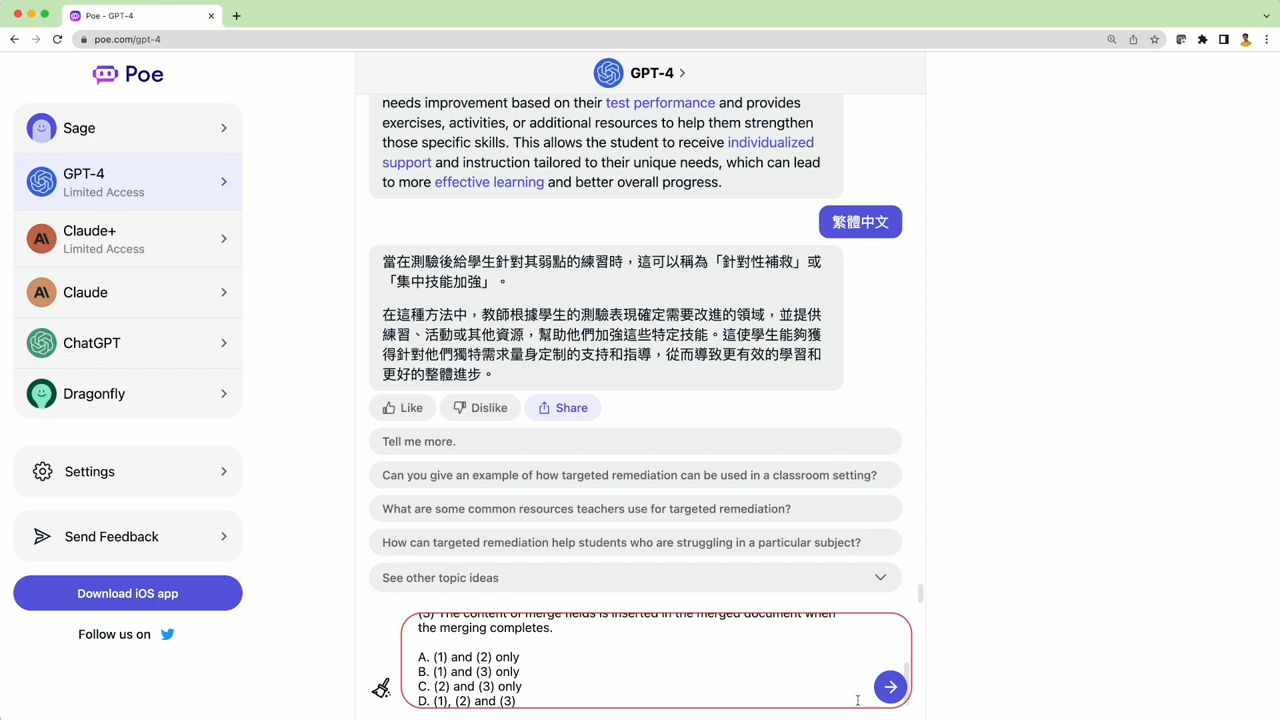 Poe - GPT-4
poe.com/gpt-4
Poe
GPT-4
Sage
GPT-4
Limited Access
Claude+
Limited Access
Claude
ChatGPT
Dragonfly
Settings
Send Feedback
Download iOS app
Follow us on
needs improvement based on their test performance and provides
exercises, activities, or additional resources to help them strengthen
those specific skills. This allows the student to receive individualized
support and instruction tailored to their unique needs, which can lead
to more effective learning and better overall progress.
繁體中文
當在測驗後給學生針對其弱點的練習時，這可以稱為「針對性補救」或
「集中技能加強」。
在這種方法中，教師根據學生的測驗表現確定需要改進的領域，並提供
練習、活動或其他資源，幫助他們加強這些特定技能。這使學生能夠獲
得針對他們獨特需求量身定制的支持和指導，從而導致更有效的學習和
更好的整體進步。
Like
Dislike
Share
Tell me more.
Can you give an example of how targeted remediation can be used in a classroom setting?
What are some common resources teachers use for targeted remediation?
How can targeted remediation help students who are struggling in a particular subject?
See other topic ideas
(3) The content of merge fields is inserted in the merged document when
the merging completes.
A. (1) and (2) only
B. (1) and (3) only
C. (2) and (3) only
D. (1), (2) and (3)